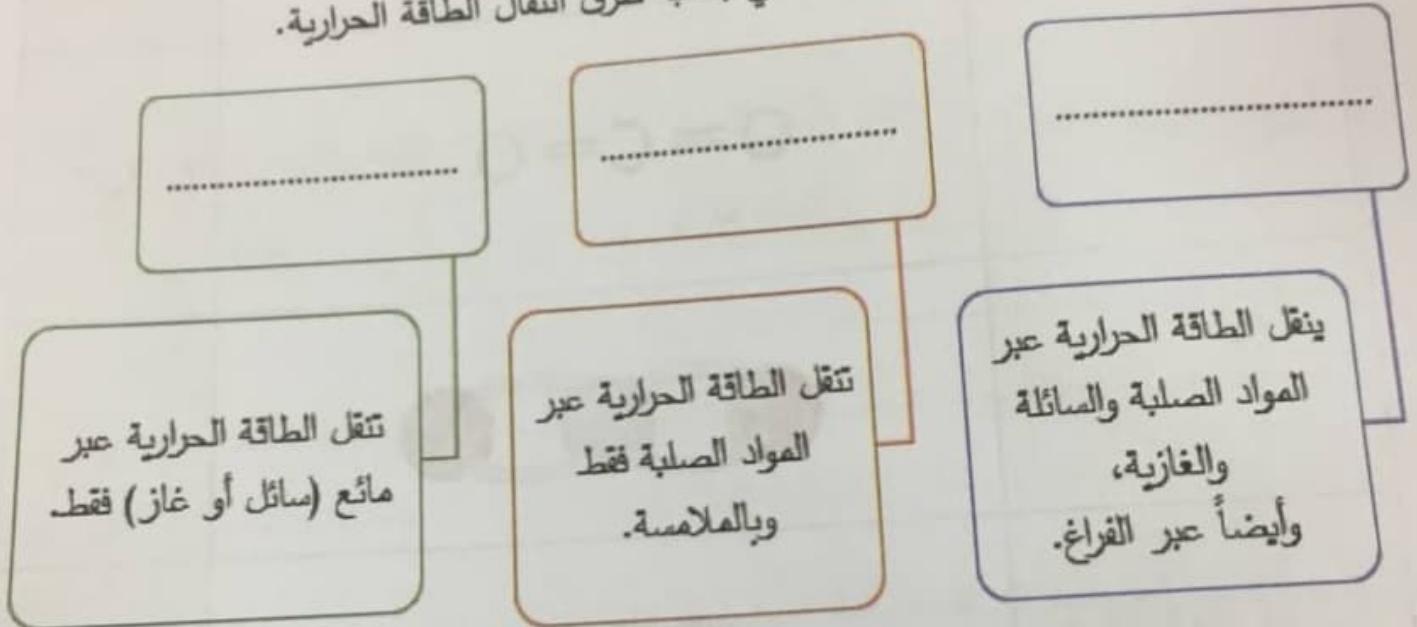 طرق انتقال الطاقة الحرارية.
....................................
....................................
....................................
ينقل الطاقة الحرارية عبر
المواد الصلبة والسائلة
والغازية،
وأيضاً عبر الفراغ.
تنقل الطاقة الحرارية عبر
المواد الصلبة فقط
وبالملامسة.
تنقل الطاقة الحرارية عبر
مائع (سائل أو غاز) فقط.